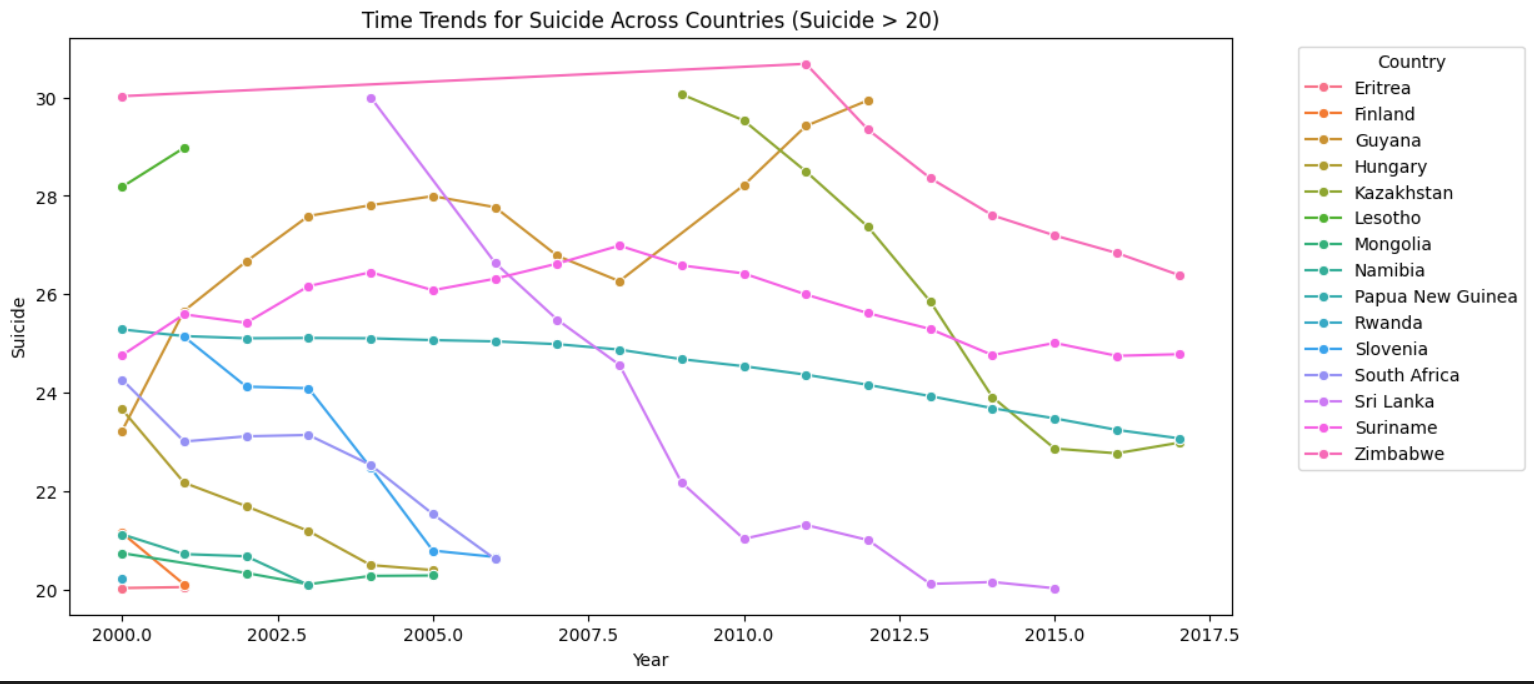 Time Trends for Suicide Across Countries (Suicide > 20)
Suicide
30
28
26
24
22
20
2000.0 2002.5 2005.0 2007.5 2010.0 2012.5 2015.0 2017.5
Year
Country
Eritrea
Finland
Guyana
Hungary
Kazakhstan
Lesotho
Mongolia
Namibia
Papua New Guinea
Rwanda
Slovenia
South Africa
Sri Lanka
Suriname
Zimbabwe